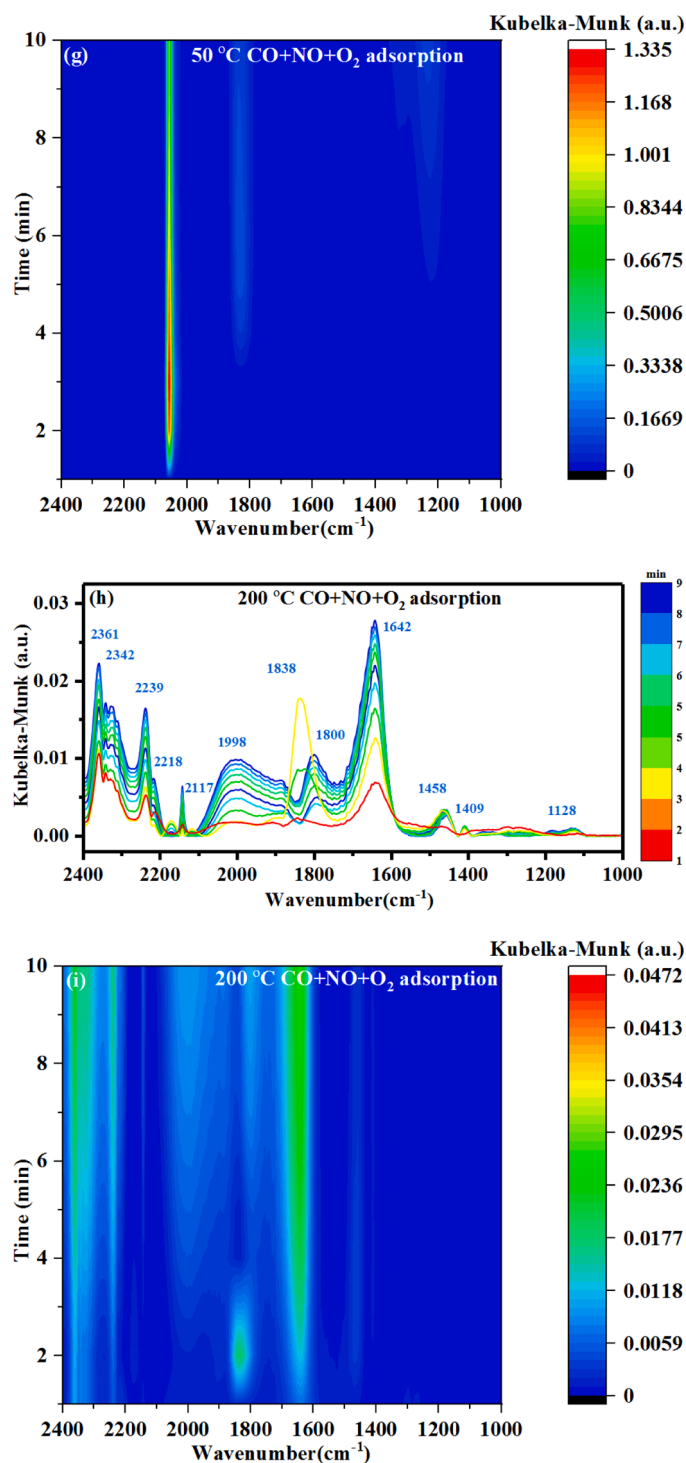 Kubelka-Munk (a.u.)
(g)
50 °C CO+NO+O₂ adsorption
10
8
6
4
2
Time (min)
2400 2200 2000 1800 1600 1400 1200 1000
Wavenumber(cm⁻¹)
1.335
1.168
1.001
0.8344
0.6675
0.5006
0.3338
0.1669
0
(h)
200 °C CO+NO+O₂ adsorption
Kubelka-Munk (a.u.)
0.03
0.02
0.01
0.00
2361
2342
2239
2218
2117
1998
1838
1800
1642
1458
1409
1128
2400 2200 2000 1800 1600 1400 1200 1000
Wavenumber(cm⁻¹)
min
9
8
7
6
5
4
3
2
1
Kubelka-Munk (a.u.)
(i)
200 °C CO+NO+O₂ adsorption
10
8
6
4
2
Time (min)
2400 2200 2000 1800 1600 1400 1200 1000
Wavenumber(cm⁻¹)
0.0472
0.0413
0.0354
0.0295
0.0236
0.0177
0.0118
0.0059
0